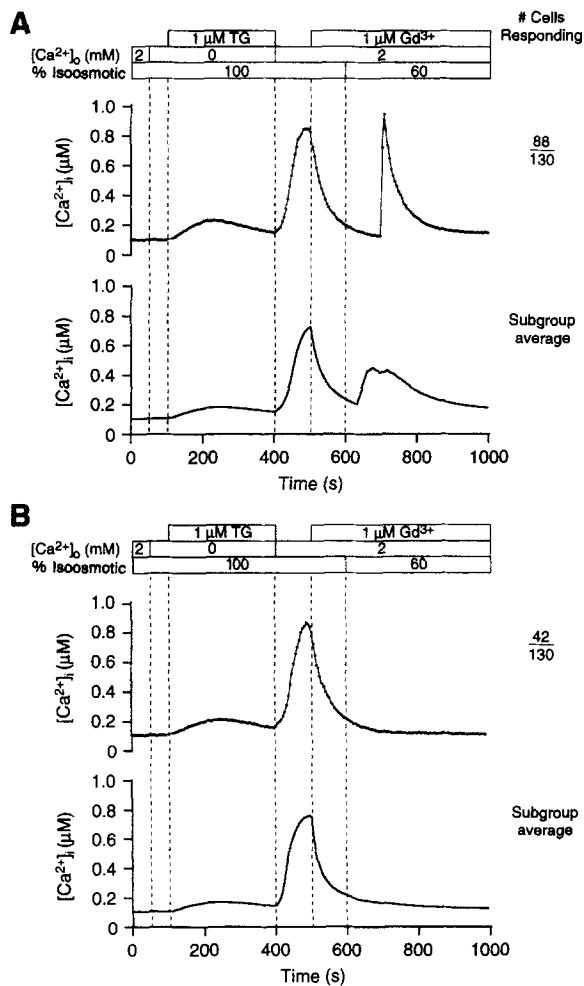 A
# Cells
Responding
1 µM TG
1 µM Gd³⁺
[Ca²⁺]ₒ (mM)
2
0
2
% Isoosmotic
100
60
1.0
0.8
0.6
0.4
0.2
0
[Ca²⁺]ᵢ (µM)
88
130
1.0
0.8
0.6
0.4
0.2
0
[Ca²⁺]ᵢ (µM)
Subgroup
average
0
200
400
600
800
1000
Time (s)
B
1 µM TG
1 µM Gd³⁺
[Ca²⁺]ₒ (mM)
2
0
2
% Isoosmotic
100
60
1.0
0.8
0.6
0.4
0.2
0
[Ca²⁺]ᵢ (µM)
42
130
1.0
0.8
0.6
0.4
0.2
0
[Ca²⁺]ᵢ (µM)
Subgroup
average
0
200
400
600
800
1000
Time (s)